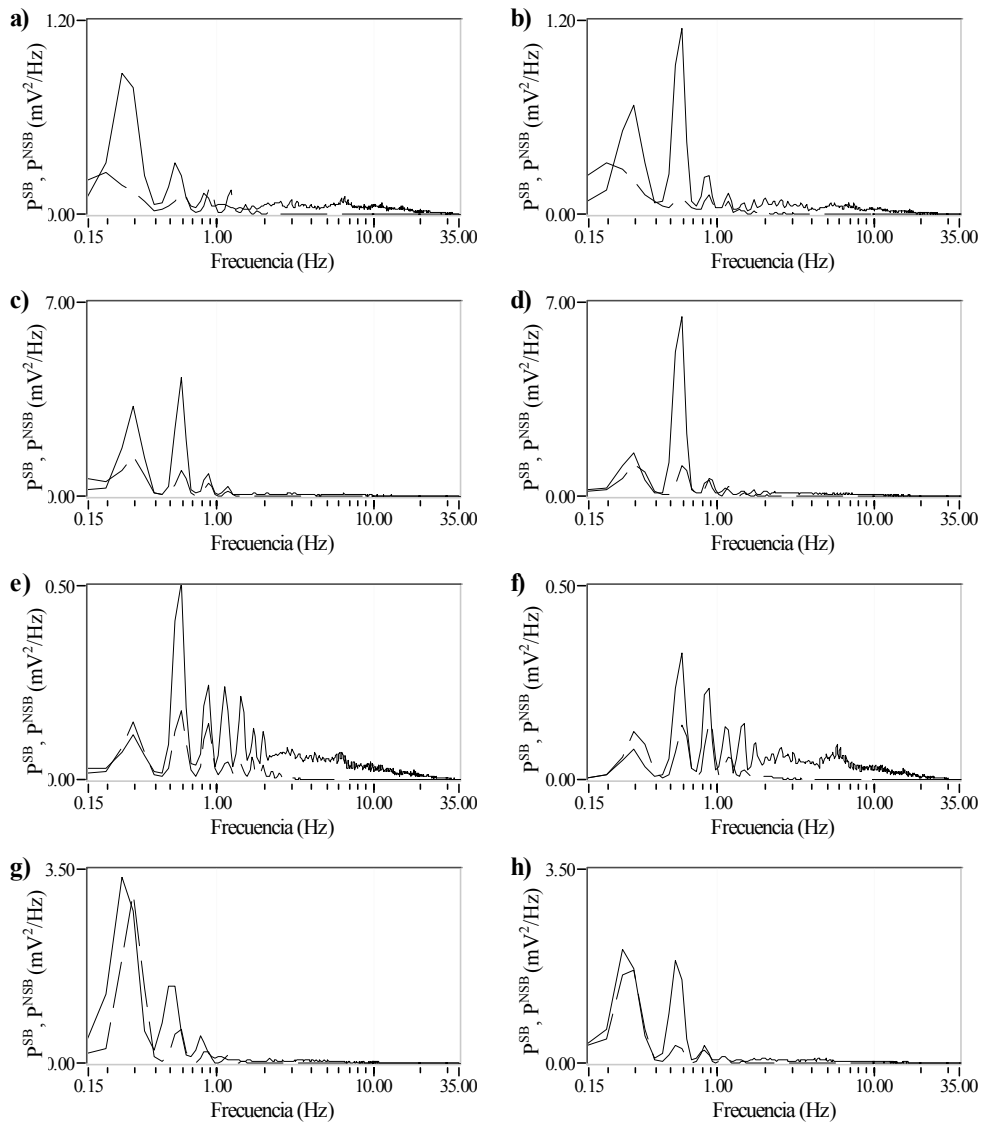 a)
1.20
P^SB, P^NSB (mV²/Hz)
0.00
0.15 1.00 10.00 35.00
Frecuencia (Hz)
b)
1.20
P^SB, P^NSB (mV²/Hz)
0.00
0.15 1.00 10.00 35.00
Frecuencia (Hz)
c)
7.00
P^SB, P^NSB (mV²/Hz)
0.00
0.15 1.00 10.00 35.00
Frecuencia (Hz)
d)
7.00
P^SB, P^NSB (mV²/Hz)
0.00
0.15 1.00 10.00 35.00
Frecuencia (Hz)
e)
0.50
P^SB, P^NSB (mV²/Hz)
0.00
0.15 1.00 10.00 35.00
Frecuencia (Hz)
f)
0.50
P^SB, P^NSB (mV²/Hz)
0.00
0.15 1.00 10.00 35.00
Frecuencia (Hz)
g)
3.50
P^SB, P^NSB (mV²/Hz)
0.00
0.15 1.00 10.00 35.00
Frecuencia (Hz)
h)
3.50
P^SB, P^NSB (mV²/Hz)
0.00
0.15 1.00 10.00 35.00
Frecuencia (Hz)